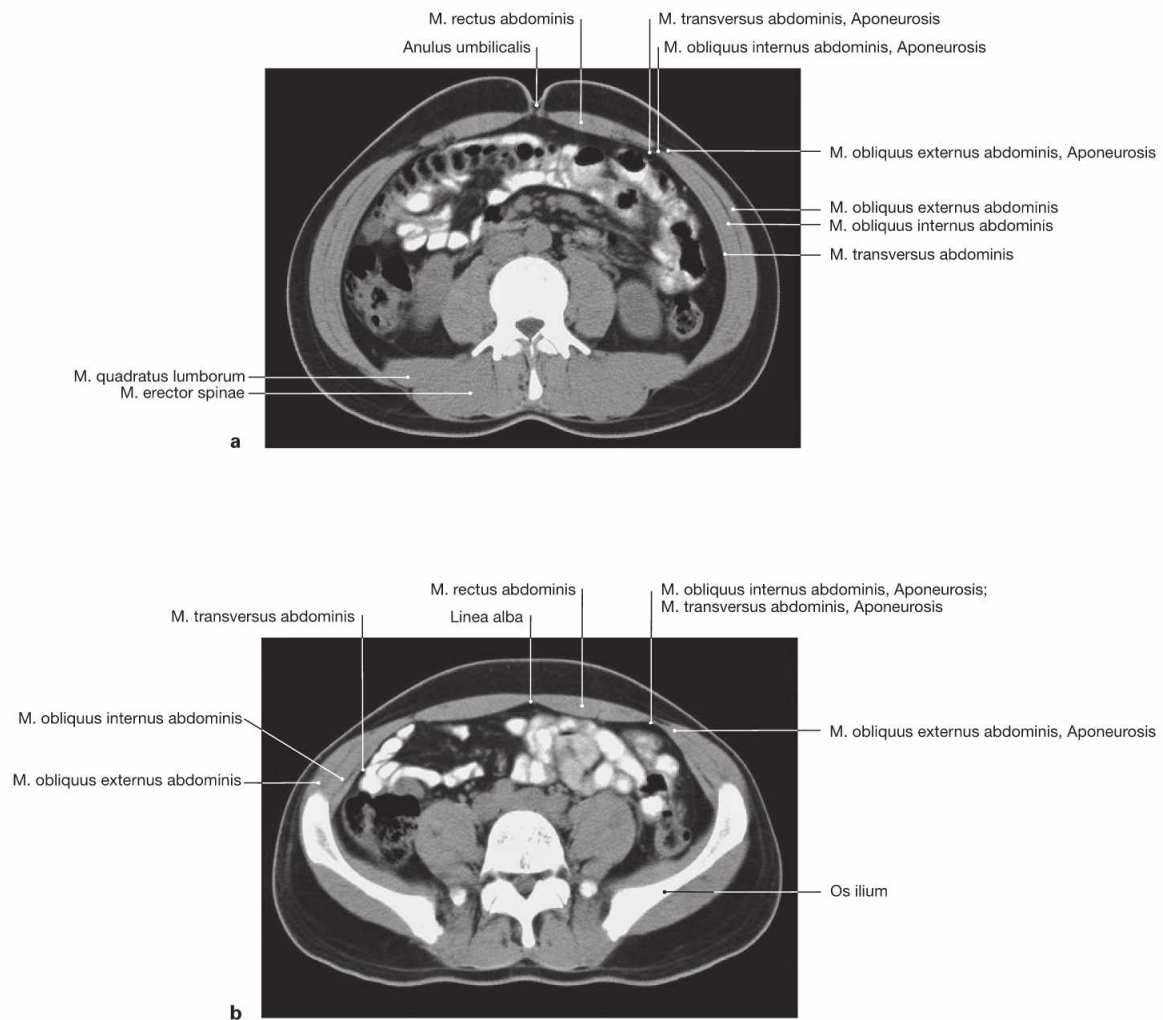 M. rectus abdominis
M. transversus abdominis, Aponeurosis
Anulus umbilicalis
M. obliquus internus abdominis, Aponeurosis
M. obliquus externus abdominis, Aponeurosis
M. obliquus externus abdominis
M. obliquus internus abdominis
M. transversus abdominis
M. quadratus lumborum
M. erector spinae
a
M. rectus abdominis
M. obliquus internus abdominis, Aponeurosis;
M. transversus abdominis, Aponeurosis
M. transversus abdominis
Linea alba
M. obliquus internus abdominis
M. obliquus externus abdominis, Aponeurosis
M. obliquus externus abdominis
Os ilium
b